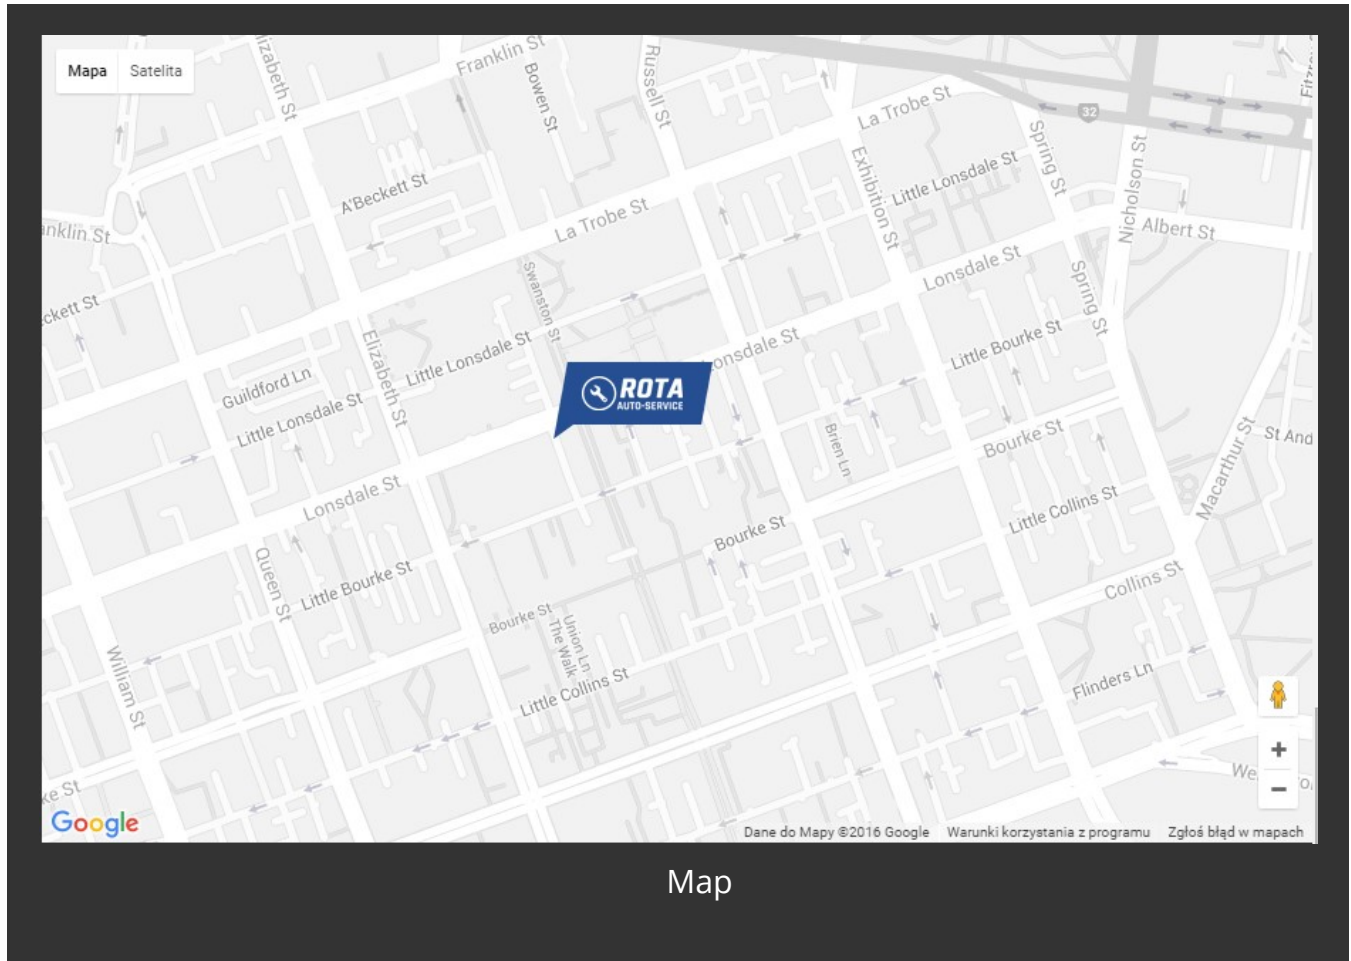 Mapa
Satelita
Elizabeth St
Franklin St
Bowen St
Russell St
La Trobe St
32
Spring St
Nicholson St
Exhibition St
Little Lonsdale St
A'Beckett St
La Trobe St
Albert St
Lonsdale St
Spring St
Swanston St
Little Lonsdale St
Elizabeth St
Guildford Ln
Little Lonsdale St
Lonsdale St
Little Bourke St
ROTA
AUTO-SERVICE
Brien Ln
Bourke St
Macarthur St
St And
Lonsdale St
Little Collins St
Bourke St
Queen St
Little Bourke St
Bourke St
Union Ln
The Walk
Collins St
William St
Little Collins St
Flinders Ln
+
−
Google
Dane do Mapy ©2016 Google
Warunki korzystania z programu
Zgłoś błąd w mapach
Map